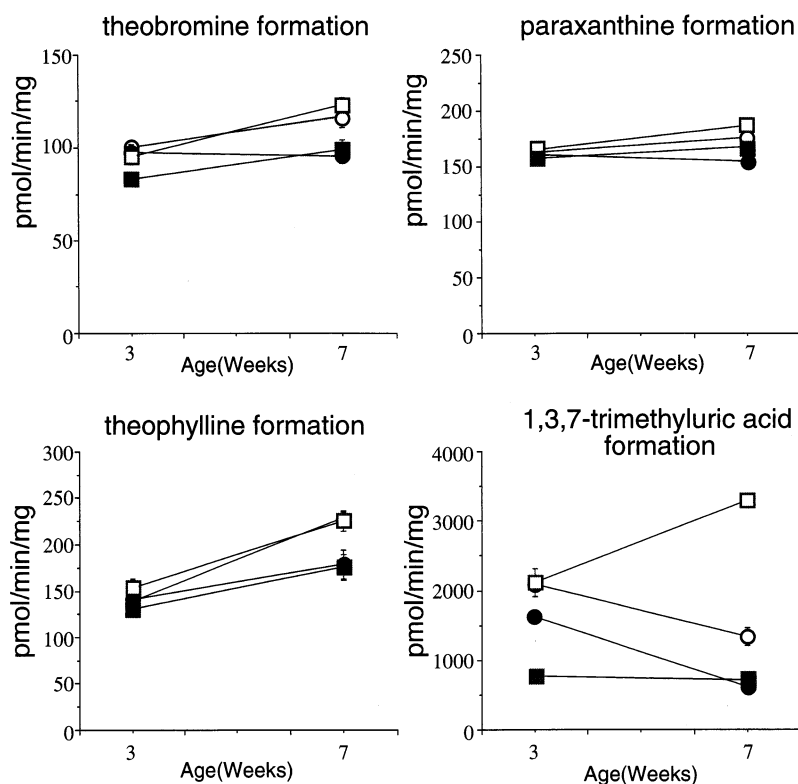 theobromine formation
pmol/min/mg
150
100
50
0
3
7
Age(Weeks)
paraxanthine formation
pmol/min/mg
250
200
150
100
50
0
3
7
Age(Weeks)
theophylline formation
pmol/min/mg
300
250
200
150
100
50
0
3
7
Age(Weeks)
1,3,7-trimethyluric acid
formation
pmol/min/mg
4000
3000
2000
1000
0
3
7
Age(Weeks)